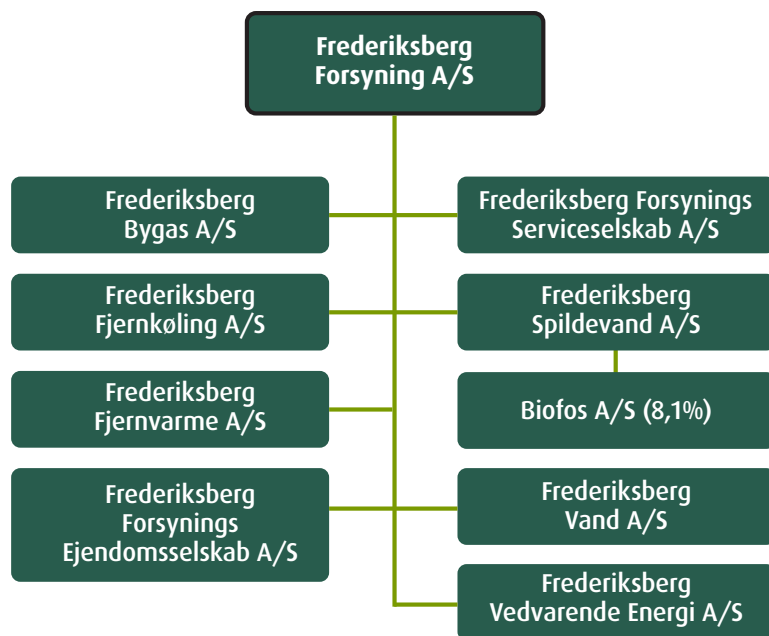 Frederiksberg
Forsyning A/S
Frederiksberg
Bygas A/S
Frederiksberg Forsynings
Serviceselskab A/S
Frederiksberg
Fjernkøling A/S
Frederiksberg
Spildevand A/S
Frederiksberg
Fjernvarme A/S
Biofos A/S (8,1%)
Frederiksberg
Forsynings
Ejendomsselskab A/S
Frederiksberg
Vand A/S
Frederiksberg
Vedvarende Energi A/S